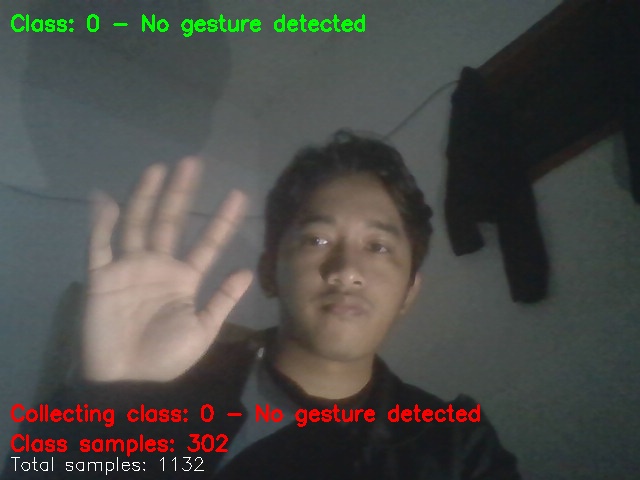 Class: 0 - No gesture detected
Collecting class: 0 - No gesture detected
Class samples: 302
Total samples: 1132